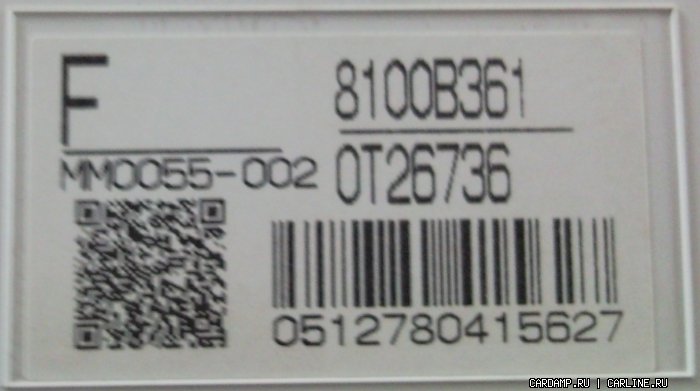 F
8100B361
MM0055-002
0T26736
0512780415627
CARDAMP.RU | CARLINE.RU